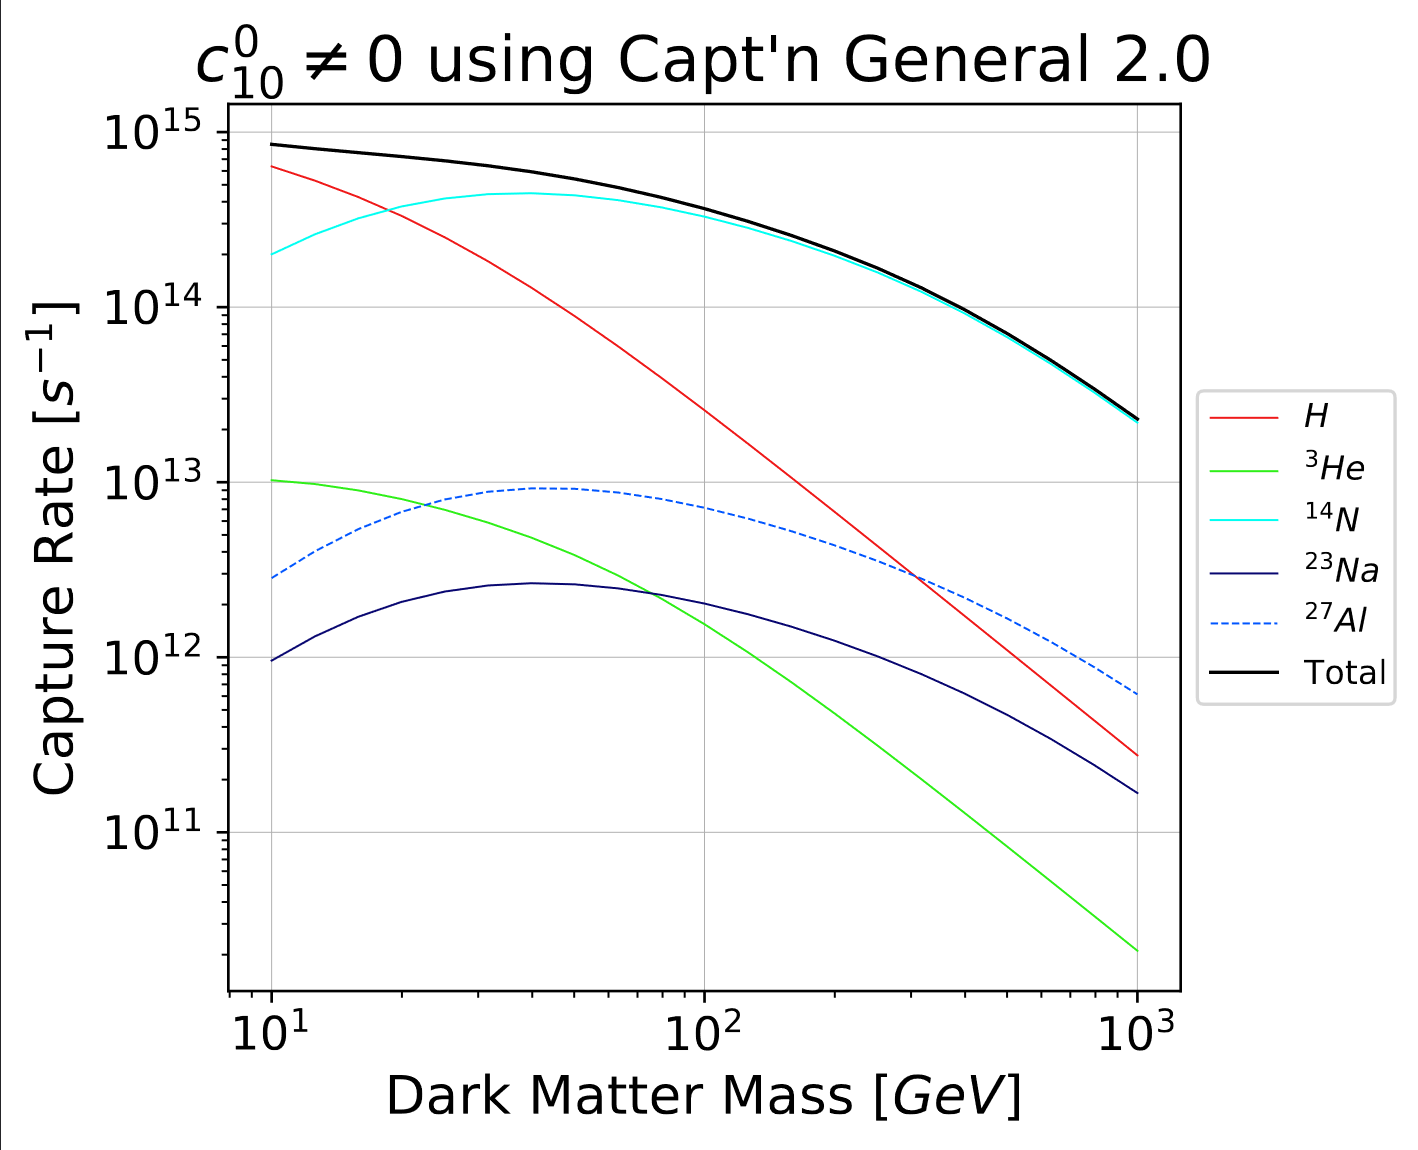 c⁰₁₀ ≠ 0 using Capt'n General 2.0
Capture Rate [s⁻¹]
10¹⁵
10¹⁴
10¹³
10¹²
10¹¹
10¹ 10² 10³
Dark Matter Mass [GeV]
H
³He
¹⁴N
²³Na
²⁷Al
Total